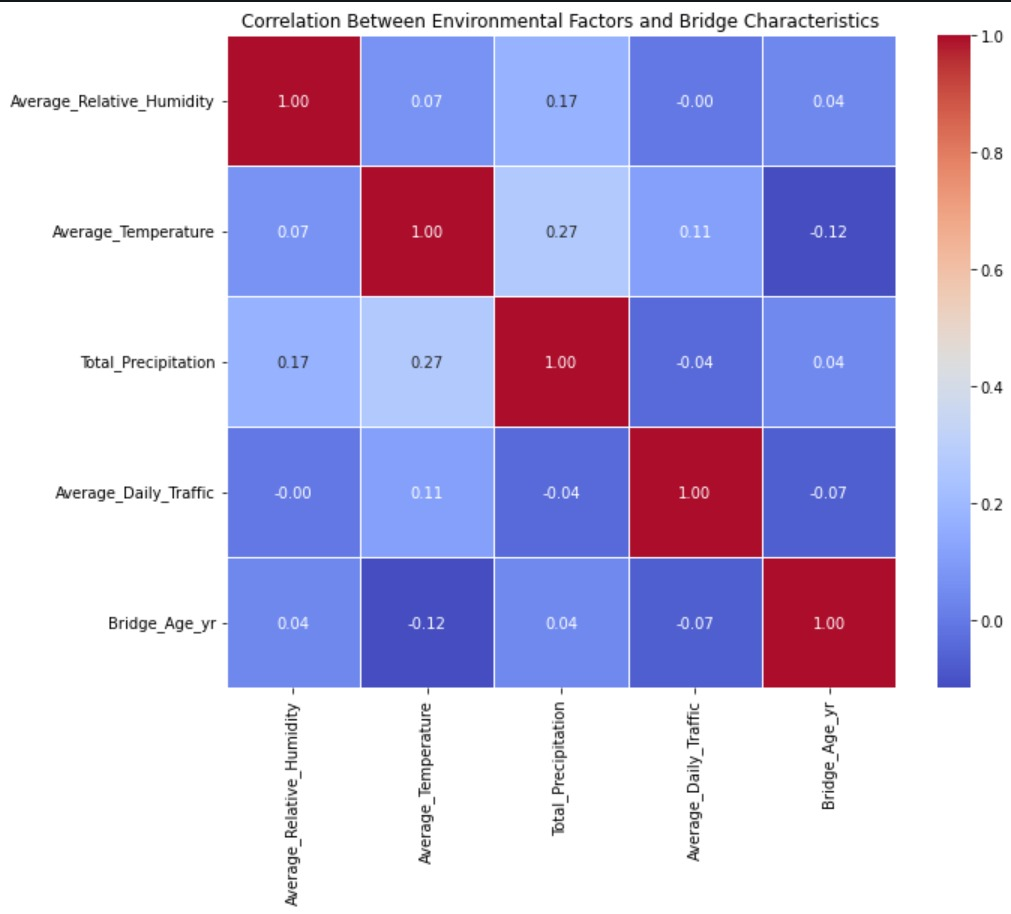 Correlation Between Environmental Factors and Bridge Characteristics
Average_Relative_Humidity 1.00 0.07 0.17 -0.00 0.04
Average_Temperature 0.07 1.00 0.27 0.11 -0.12
Total_Precipitation 0.17 0.27 1.00 -0.04 0.04
Average_Daily_Traffic -0.00 0.11 -0.04 1.00 -0.07
Bridge_Age_yr 0.04 -0.12 0.04 -0.07 1.00
Average_Relative_Humidity
Average_Temperature
Total_Precipitation
Average_Daily_Traffic
Bridge_Age_yr
1.0
0.8
0.6
0.4
0.2
0.0